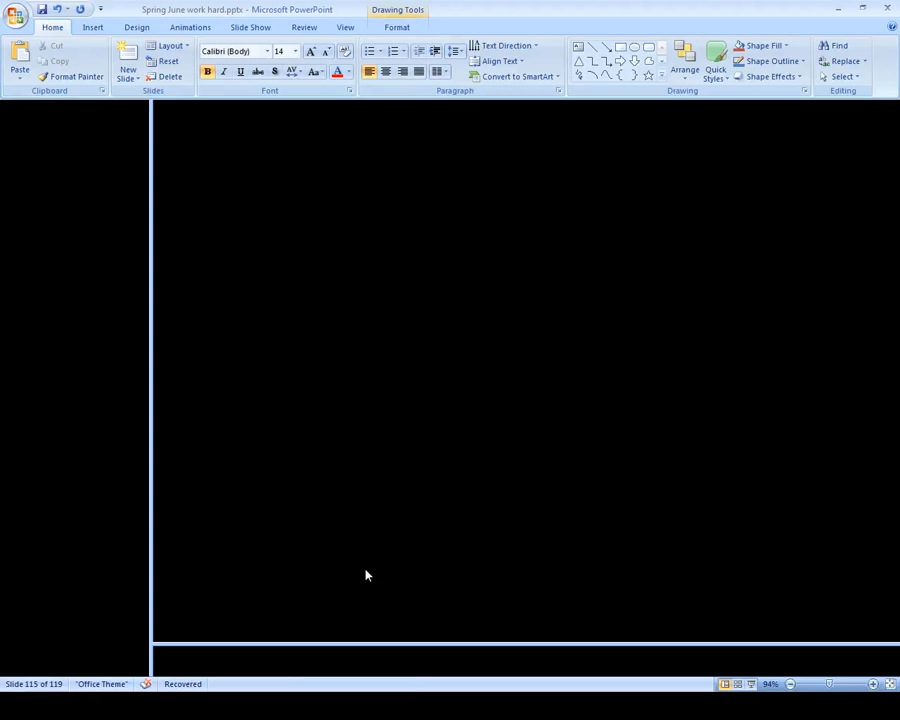 Spring June work hard.pptx - Microsoft PowerPoint
Drawing Tools
Home Insert Design Animations Slide Show Review View Format
Paste
Cut
Copy
Format Painter
Clipboard
New Slide
Layout
Reset
Delete
Slides
Calibri (Body) 14
B I U abc S AV Aa A
Font
Text Direction
Align Text
Convert to SmartArt
Paragraph
Arrange
Quick Styles
Shape Fill
Shape Outline
Shape Effects
Drawing
Find
Replace
Select
Editing
Slide 115 of 119 "Office Theme" Recovered 94%